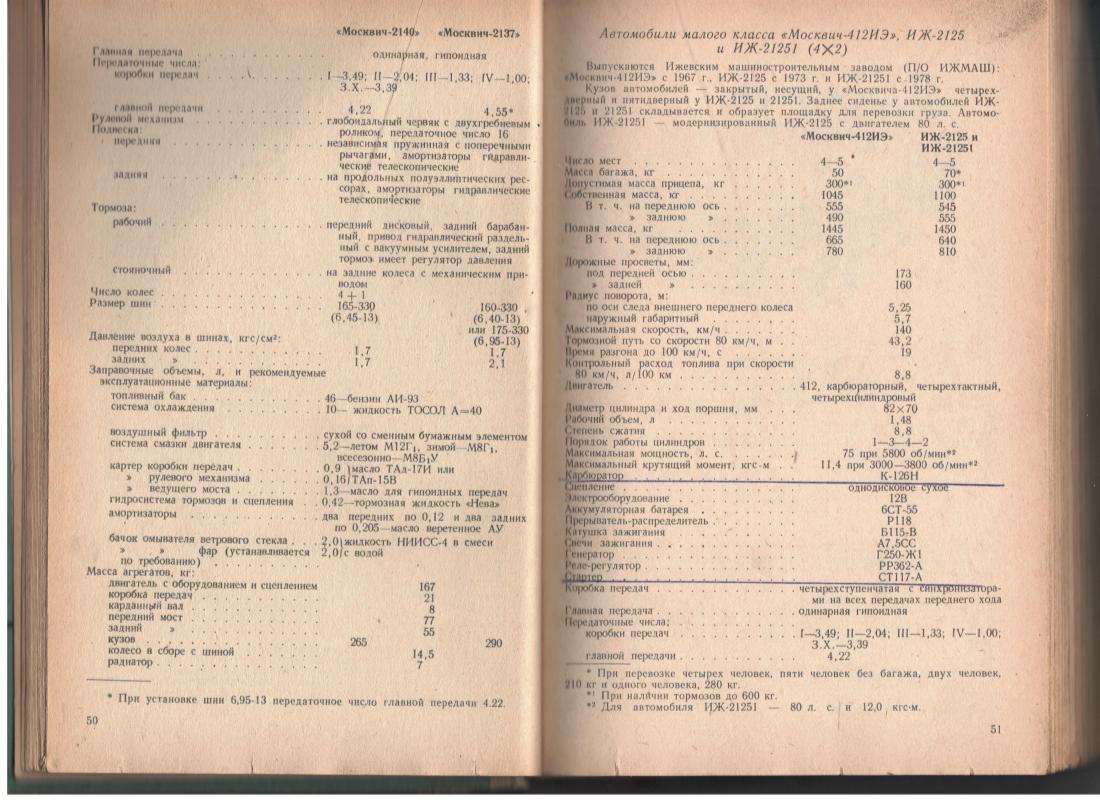 «Москвич-2140» «Москвич-2137»
Главная передача . . . одинарная, гипоидная
Передаточные числа:
коробки передач . . . I—3,49; II—2,04; III—1,33; IV—1,00;
З.Х.—3,39
главной передачи . . . 4,22 4,55*
Рулевой механизм . . . глобоидальный червяк с двухгребневым
роликом, передаточное число 16
Подвеска:
передняя . . . независимая пружинная с поперечными
рычагами, амортизаторы гидравли-
ческие телескопические
задняя . . . на продольных полуэллиптических рес-
сорах, амортизаторы гидравлические
телескопические
Тормоза:
рабочий . . . передний дисковый, задний барабан-
ный, привод гидравлический раздель-
ный с вакуумным усилителем, задний
тормоз имеет регулятор давления
стояночный . . . на задние колеса с механическим при-
водом
Число колес . . . 4+1
Размер шин . . . 165-330 160-330
(6,45-13) (6,40-13)
или 175-330
(6,95-13)
Давление воздуха в шинах, кгс/см²:
передних колес . . . 1,7 1,7
задних » . . . 1,7 2,1
Заправочные объемы, л, и рекомендуемые
эксплуатационные материалы:
топливный бак . . . 46—бензин АИ-93
система охлаждения . . . 10— жидкость ТОСОЛ А=40
воздушный фильтр . . . сухой со сменным бумажным элементом
система смазки двигателя . . . 5,2—летом М12Г₁, зимой—М8Г₁,
всесезонно—М8Б₁У
картер коробки передач . . . 0,9 }масло ТАд-17И или
» рулевого механизма . . . 0,16}ТАп-15В
» ведущего моста . . . 1,3—масло для гипоидных передач
гидросистема тормозов и сцепления . . . 0,42—тормозная жидкость «Нева»
амортизаторы . . . два передних по 0,12 и два задних
по 0,205—масло веретенное АУ
бачок омывателя ветрового стекла . . . 2,0}жидкость НИИСС-4 в смеси
» » фар (устанавливается 2,0}с водой
по требованию) . . .
Масса агрегатов, кг:
двигатель с оборудованием и сцеплением 167
коробка передач . . . 21
карданный вал . . . 8
передний мост . . . 77
задний » . . . 55
кузов . . . 265 290
колесо в сборе с шиной . . . 14,5
радиатор . . . 7
* При установке шин 6,95-13 передаточное число главной передачи 4.22.
50
Автомобили малого класса «Москвич-412ИЭ», ИЖ-2125
и ИЖ-21251 (4×2)
Выпускаются Ижевским машиностроительным заводом (П/О ИЖМАШ):
«Москвич-412ИЭ» с 1967 г., ИЖ-2125 с 1973 г. и ИЖ-21251 с 1978 г.
Кузов автомобилей — закрытый, несущий, у «Москвича-412ИЭ» четырех-
дверный и пятидверный у ИЖ-2125 и 21251. Заднее сиденье у автомобилей ИЖ-
2125 и 21251 складывается и образует площадку для перевозки груза. Автомо-
биль ИЖ-21251 — модернизированный ИЖ-2125 с двигателем 80 л. с.
«Москвич-412ИЭ» ИЖ-2125 и
ИЖ-21251
Число мест . . . 4—5 4—5
Масса багажа, кг . . . 50 70*
Допустимая масса прицепа, кг . . . 300*¹ 300*¹
Собственная масса, кг . . . 1045 1100
В т. ч. на переднюю ось . . . 555 545
» заднюю » . . . 490 555
Полная масса, кг . . . 1445 1450
В т. ч. на переднюю ось . . . 665 640
» заднюю » . . . 780 810
Дорожные просветы, мм:
под передней осью . . . 173
» задней » . . . 160
Радиус поворота, м:
по оси следа внешнего переднего колеса 5,25
наружный габаритный . . . 5,7
Максимальная скорость, км/ч . . . 140
Тормозной путь со скорости 80 км/ч, м . . . 43,2
Время разгона до 100 км/ч, с . . . 19
Контрольный расход топлива при скорости
80 км/ч, л/100 км . . . 8,8
Двигатель . . . 412, карбюраторный, четырехтактный,
четырехцилиндровый
Диаметр цилиндра и ход поршня, мм . . . 82×70
Рабочий объем, л . . . 1,48
Степень сжатия . . . 8,8
Порядок работы цилиндров . . . 1—3—4—2
Максимальная мощность, л. с. . . . 75 при 5800 об/мин*²
Максимальный крутящий момент, кгс·м . . . 11,4 при 3000—3800 об/мин*²
Карбюратор . . . К-126Н
Сцепление . . . однодисковое сухое
Электрооборудование . . . 12В
Аккумуляторная батарея . . . 6СТ-55
Прерыватель-распределитель . . . Р118
Катушка зажигания . . . Б115-В
Свечи зажигания . . . А7,5СС
Генератор . . . Г250-Ж1
Реле-регулятор . . . РР362-А
Стартер . . . СТ117-А
Коробка передач . . . четырехступенчатая с синхронизатора-
ми на всех передачах переднего хода
Главная передача . . . одинарная гипоидная
Передаточные числа:
коробки передач . . . I—3,49; II—2,04; III—1,33; IV—1,00;
З.Х.—3,39
главной передачи . . . 4,22
* При перевозке четырех человек, пяти человек без багажа, двух человек,
210 кг и одного человека, 280 кг.
*¹ При наличии тормозов до 600 кг.
*² Для автомобиля ИЖ-21251 — 80 л. с. и 12,0 кгс·м.
51